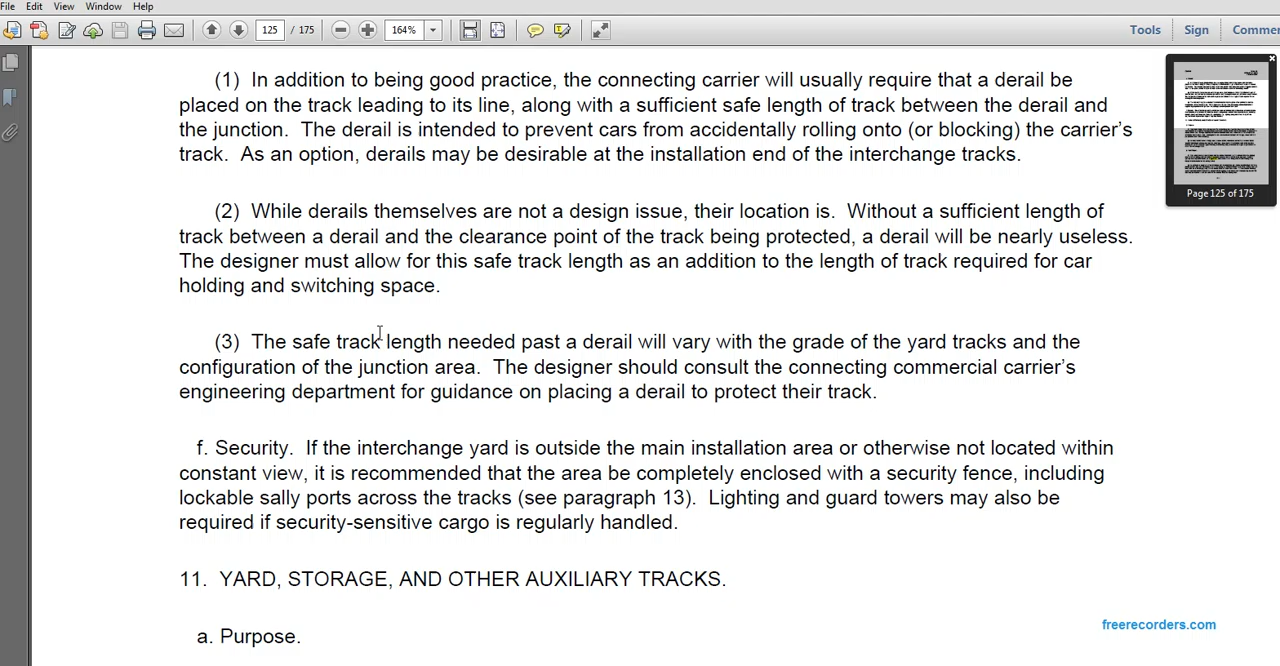 File Edit View Window Help
125 / 175 164% Tools Sign Comme
(1) In addition to being good practice, the connecting carrier will usually require that a derail be
placed on the track leading to its line, along with a sufficient safe length of track between the derail and
the junction. The derail is intended to prevent cars from accidentally rolling onto (or blocking) the carrier's
track. As an option, derails may be desirable at the installation end of the interchange tracks.
(2) While derails themselves are not a design issue, their location is. Without a sufficient length of
track between a derail and the clearance point of the track being protected, a derail will be nearly useless.
The designer must allow for this safe track length as an addition to the length of track required for car
holding and switching space.
(3) The safe track length needed past a derail will vary with the grade of the yard tracks and the
configuration of the junction area. The designer should consult the connecting commercial carrier's
engineering department for guidance on placing a derail to protect their track.
f. Security. If the interchange yard is outside the main installation area or otherwise not located within
constant view, it is recommended that the area be completely enclosed with a security fence, including
lockable sally ports across the tracks (see paragraph 13). Lighting and guard towers may also be
required if security-sensitive cargo is regularly handled.
11. YARD, STORAGE, AND OTHER AUXILIARY TRACKS.
a. Purpose.
Page 125 of 175
freerecorders.com